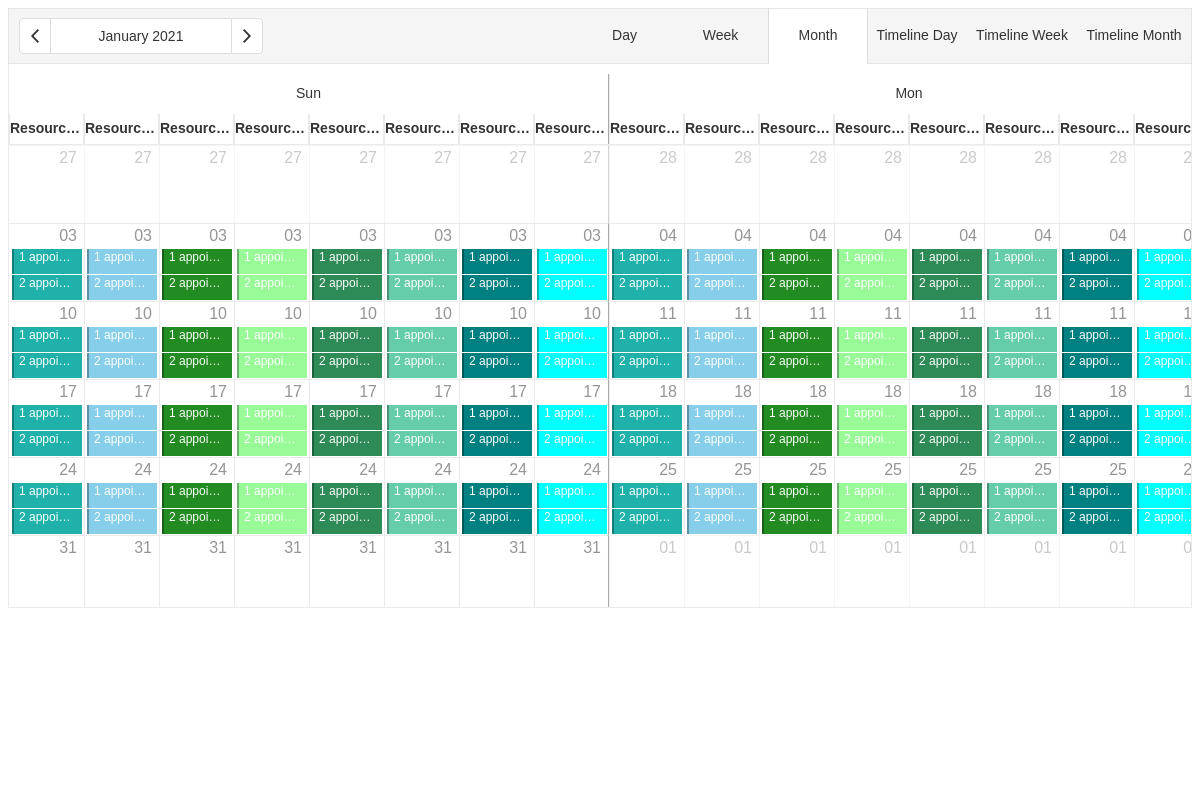 January 2021 Day Week Month Timeline Day Timeline Week Timeline Month
Sun Mon
Resourc… Resourc… Resourc… Resourc… Resourc… Resourc… Resourc… Resourc… Resourc… Resourc… Resourc… Resourc… Resourc… Resourc… Resourc… Resourc
27 27 27 27 27 27 27 27 28 28 28 28 28 28 28 2
03 03 03 03 03 03 03 03 04 04 04 04 04 04 04 0
1 appoi… 1 appoi… 1 appoi… 1 appoi… 1 appoi… 1 appoi… 1 appoi… 1 appoi… 1 appoi… 1 appoi… 1 appoi… 1 appoi… 1 appoi… 1 appoi… 1 appoi… 1 appoi
2 appoi… 2 appoi… 2 appoi… 2 appoi… 2 appoi… 2 appoi… 2 appoi… 2 appoi… 2 appoi… 2 appoi… 2 appoi… 2 appoi… 2 appoi… 2 appoi… 2 appoi… 2 appoi
10 10 10 10 10 10 10 10 11 11 11 11 11 11 11 1
1 appoi… 1 appoi… 1 appoi… 1 appoi… 1 appoi… 1 appoi… 1 appoi… 1 appoi… 1 appoi… 1 appoi… 1 appoi… 1 appoi… 1 appoi… 1 appoi… 1 appoi… 1 appoi
2 appoi… 2 appoi… 2 appoi… 2 appoi… 2 appoi… 2 appoi… 2 appoi… 2 appoi… 2 appoi… 2 appoi… 2 appoi… 2 appoi… 2 appoi… 2 appoi… 2 appoi… 2 appoi
17 17 17 17 17 17 17 17 18 18 18 18 18 18 18 1
1 appoi… 1 appoi… 1 appoi… 1 appoi… 1 appoi… 1 appoi… 1 appoi… 1 appoi… 1 appoi… 1 appoi… 1 appoi… 1 appoi… 1 appoi… 1 appoi… 1 appoi… 1 appoi
2 appoi… 2 appoi… 2 appoi… 2 appoi… 2 appoi… 2 appoi… 2 appoi… 2 appoi… 2 appoi… 2 appoi… 2 appoi… 2 appoi… 2 appoi… 2 appoi… 2 appoi… 2 appoi
24 24 24 24 24 24 24 24 25 25 25 25 25 25 25 2
1 appoi… 1 appoi… 1 appoi… 1 appoi… 1 appoi… 1 appoi… 1 appoi… 1 appoi… 1 appoi… 1 appoi… 1 appoi… 1 appoi… 1 appoi… 1 appoi… 1 appoi… 1 appoi
2 appoi… 2 appoi… 2 appoi… 2 appoi… 2 appoi… 2 appoi… 2 appoi… 2 appoi… 2 appoi… 2 appoi… 2 appoi… 2 appoi… 2 appoi… 2 appoi… 2 appoi… 2 appoi
31 31 31 31 31 31 31 31 01 01 01 01 01 01 01 0